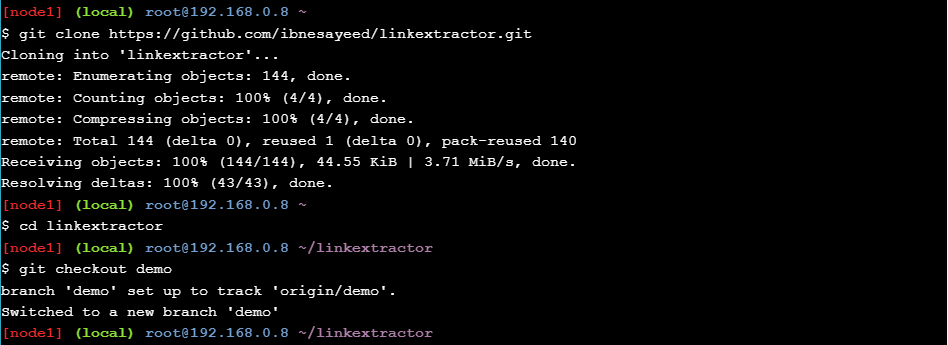 [node1] (local) root@192.168.0.8 ~
$ git clone https://github.com/ibnesayeed/linkextractor.git
Cloning into 'linkextractor'...
remote: Enumerating objects: 144, done.
remote: Counting objects: 100% (4/4), done.
remote: Compressing objects: 100% (4/4), done.
remote: Total 144 (delta 0), reused 1 (delta 0), pack-reused 140
Receiving objects: 100% (144/144), 44.55 KiB | 3.71 MiB/s, done.
Resolving deltas: 100% (43/43), done.
[node1] (local) root@192.168.0.8 ~
$ cd linkextractor
[node1] (local) root@192.168.0.8 ~/linkextractor
$ git checkout demo
branch 'demo' set up to track 'origin/demo'.
Switched to a new branch 'demo'
[node1] (local) root@192.168.0.8 ~/linkextractor